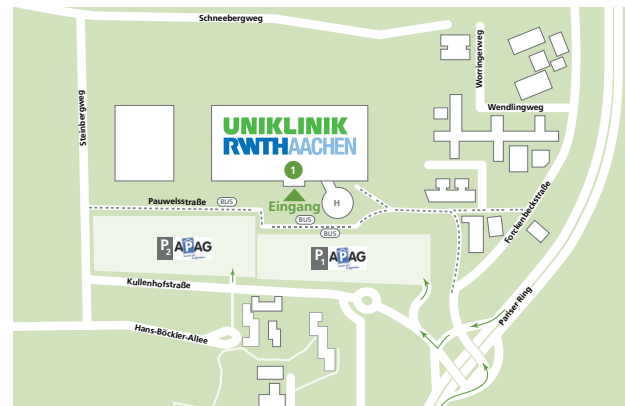 Schneebergweg
Worringerweg
Steinbergweg
Wendlingweg
UNIKLINIK
RWTHAACHEN
1
Pauwelsstraße
BUS
Eingang
H
BUS
BUS
Forckenbeckstraße
P2 APAG
P1 APAG
Kullenhofstraße
Pariser Ring
Hans-Böckler-Allee